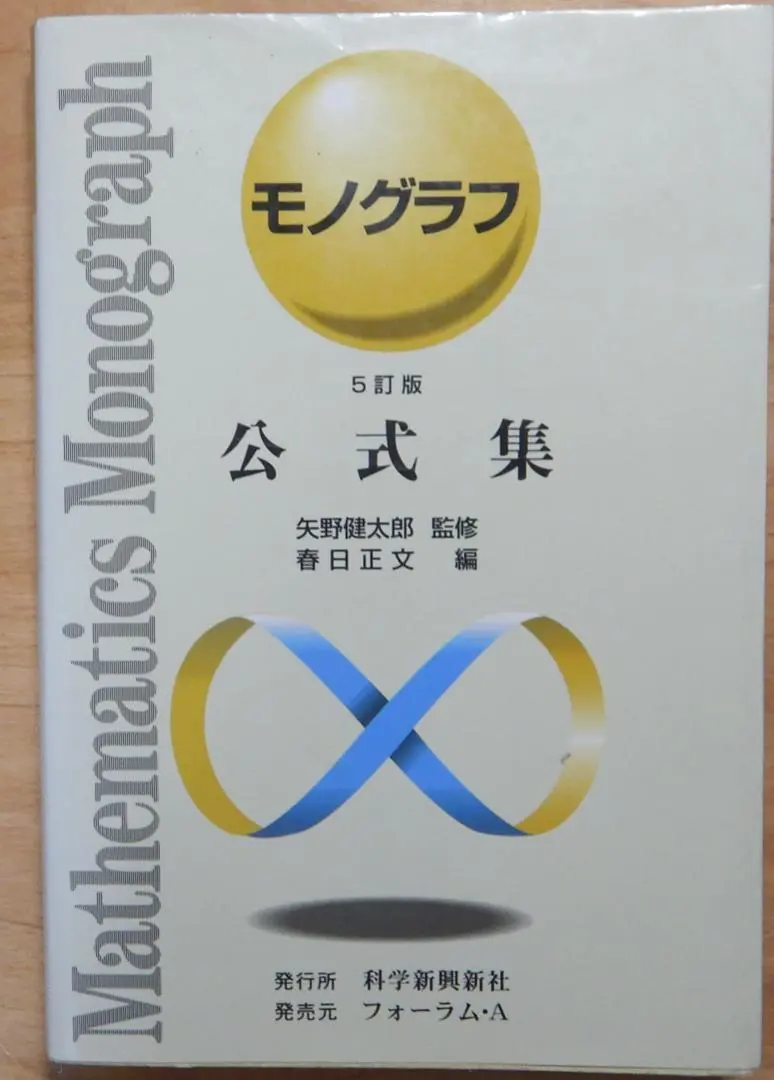 Mathematics Monograph
モノグラフ
5訂版
公式集
矢野健太郎 監修
春日正文 編
発行所 科学新興新社
発売元 フォーラム・A